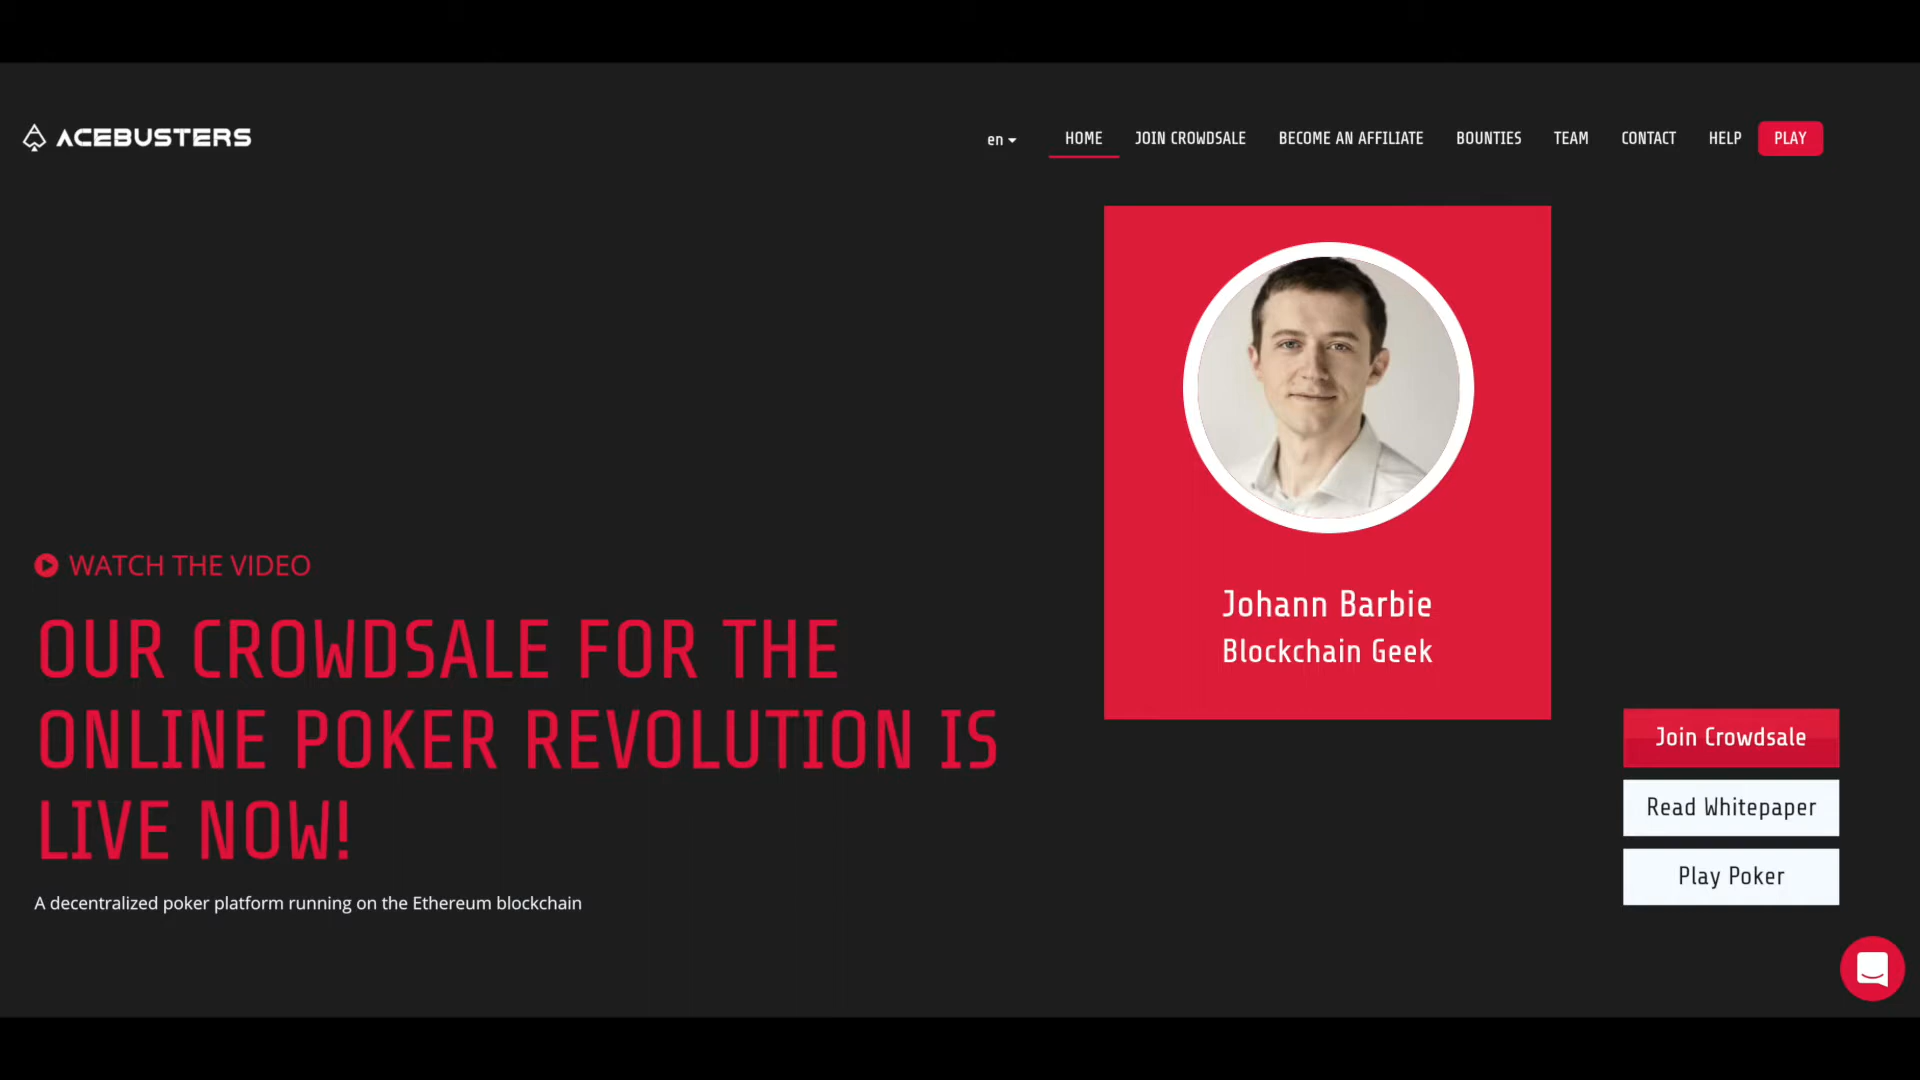 ACEBUSTERS
en
HOME
JOIN CROWDSALE
BECOME AN AFFILIATE
BOUNTIES
TEAM
CONTACT
HELP
PLAY
Johann Barbie
Blockchain Geek
WATCH THE VIDEO
OUR CROWDSALE FOR THE
ONLINE POKER REVOLUTION IS
LIVE NOW!
A decentralized poker platform running on the Ethereum blockchain
Join Crowdsale
Read Whitepaper
Play Poker